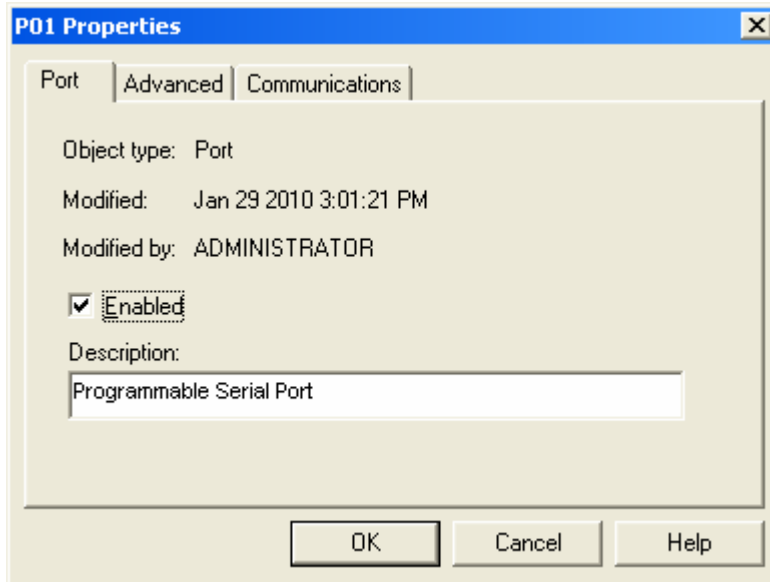 P01 Properties
Port Advanced Communications
Object type: Port
Modified: Jan 29 2010 3:01:21 PM
Modified by: ADMINISTRATOR
Enabled
Description:
Programmable Serial Port
OK Cancel Help